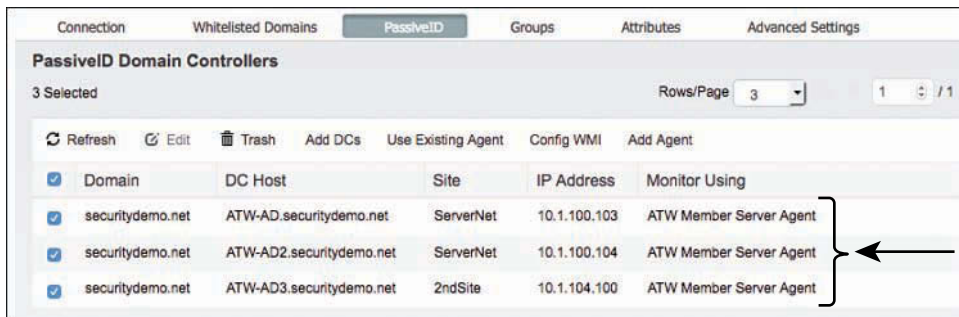 Connection Whitelisted Domains PassiveID Groups Attributes Advanced Settings
PassiveID Domain Controllers
3 Selected Rows/Page 3 1 / 1
Refresh Edit Trash Add DCs Use Existing Agent Config WMI Add Agent
Domain DC Host Site IP Address Monitor Using
securitydemo.net ATW-AD.securitydemo.net ServerNet 10.1.100.103 ATW Member Server Agent
securitydemo.net ATW-AD2.securitydemo.net ServerNet 10.1.100.104 ATW Member Server Agent
securitydemo.net ATW-AD3.securitydemo.net 2ndSite 10.1.104.100 ATW Member Server Agent